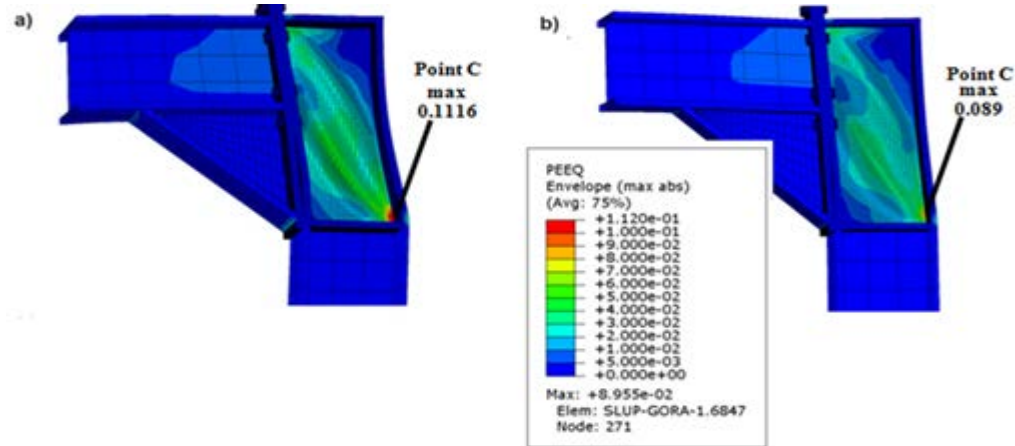 a)
Point C
max
0.1116
b)
Point C
max
0.089
PEEQ
Envelope (max abs)
(Avg: 75%)
+1.120e-01
+1.000e-01
+9.000e-02
+8.000e-02
+7.000e-02
+6.000e-02
+5.000e-02
+4.000e-02
+3.000e-02
+2.000e-02
+1.000e-02
+5.000e-03
+0.000e+00
Max: +8.955e-02
Elem: SLUP-GORA-1.6847
Node: 271